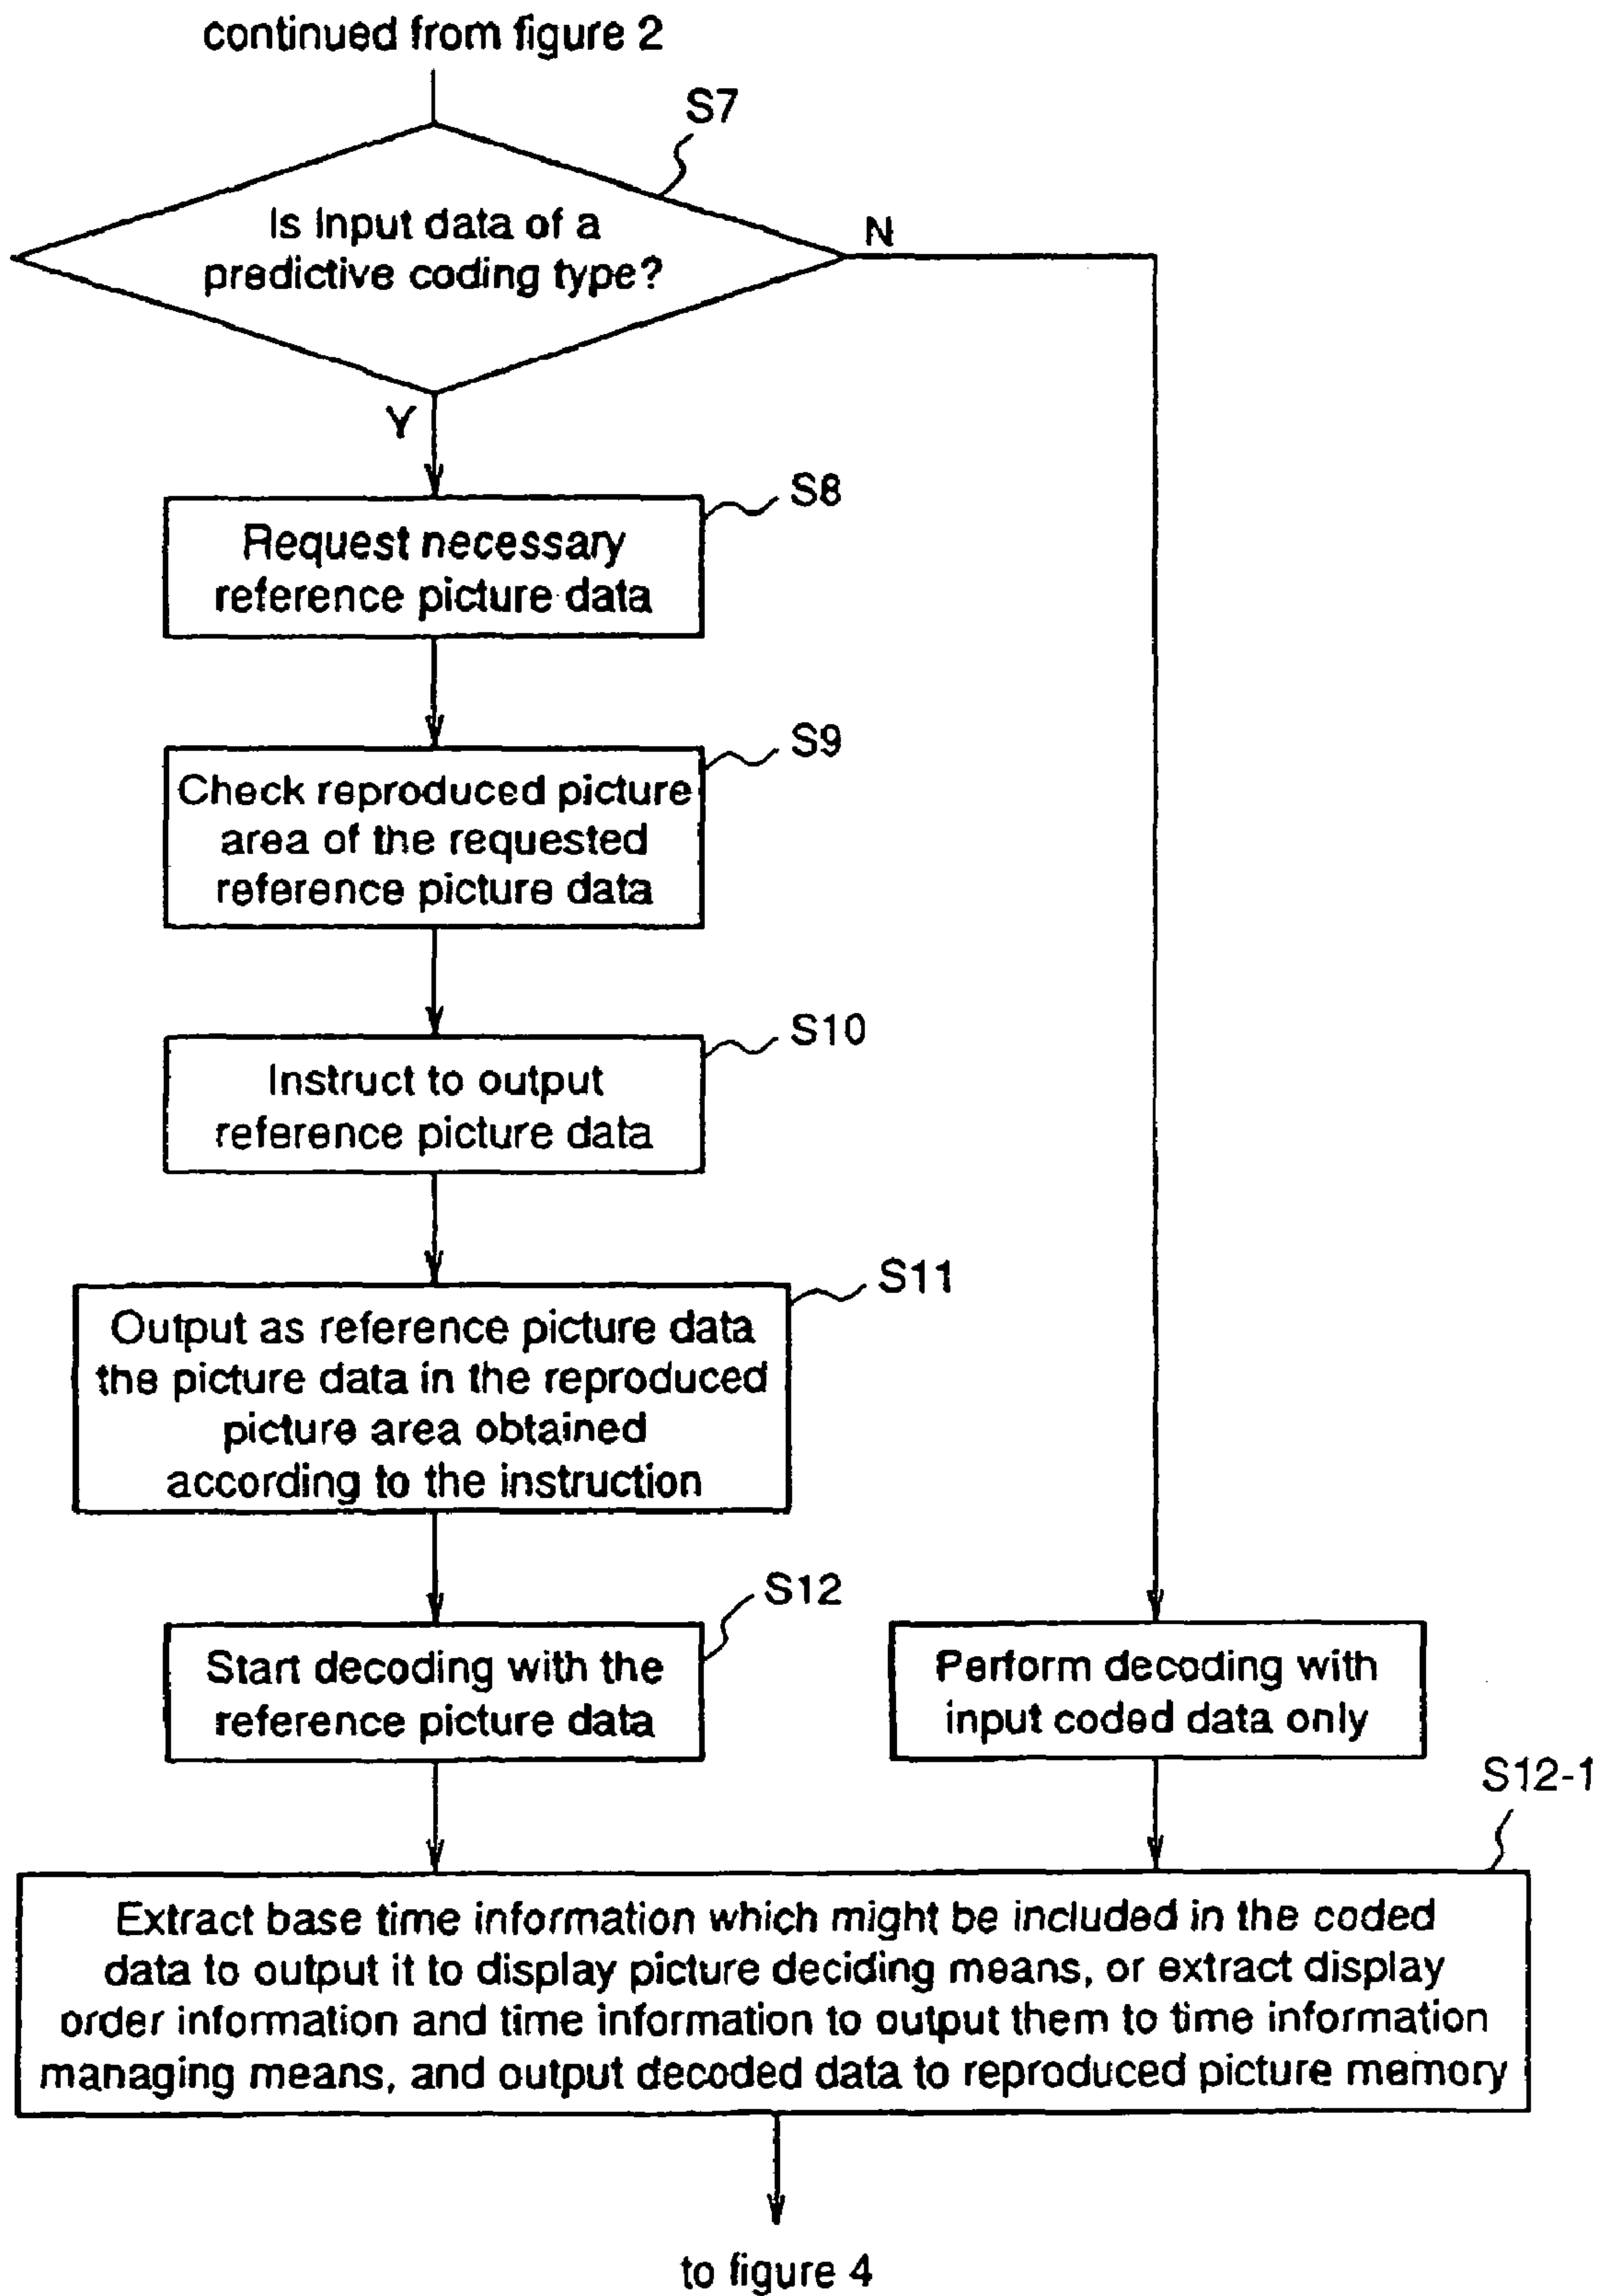 continued from figure 2
S7
Is input data of a
predictive coding type?
N
Y
S8
Request necessary
reference picture data
S9
Check reproduced picture
area of the requested
reference picture data
S10
Instruct to output
reference picture data
S11
Output as reference picture data
the picture data in the reproduced
picture area obtained
according to the instruction
S12
Start decoding with the
reference picture data
Perform decoding with
input coded data only
S12-1
Extract base time information which might be included in the coded
data to output it to display picture deciding means, or extract display
order information and time information to output them to time information
managing means, and output decoded data to reproduced picture memory
to figure 4